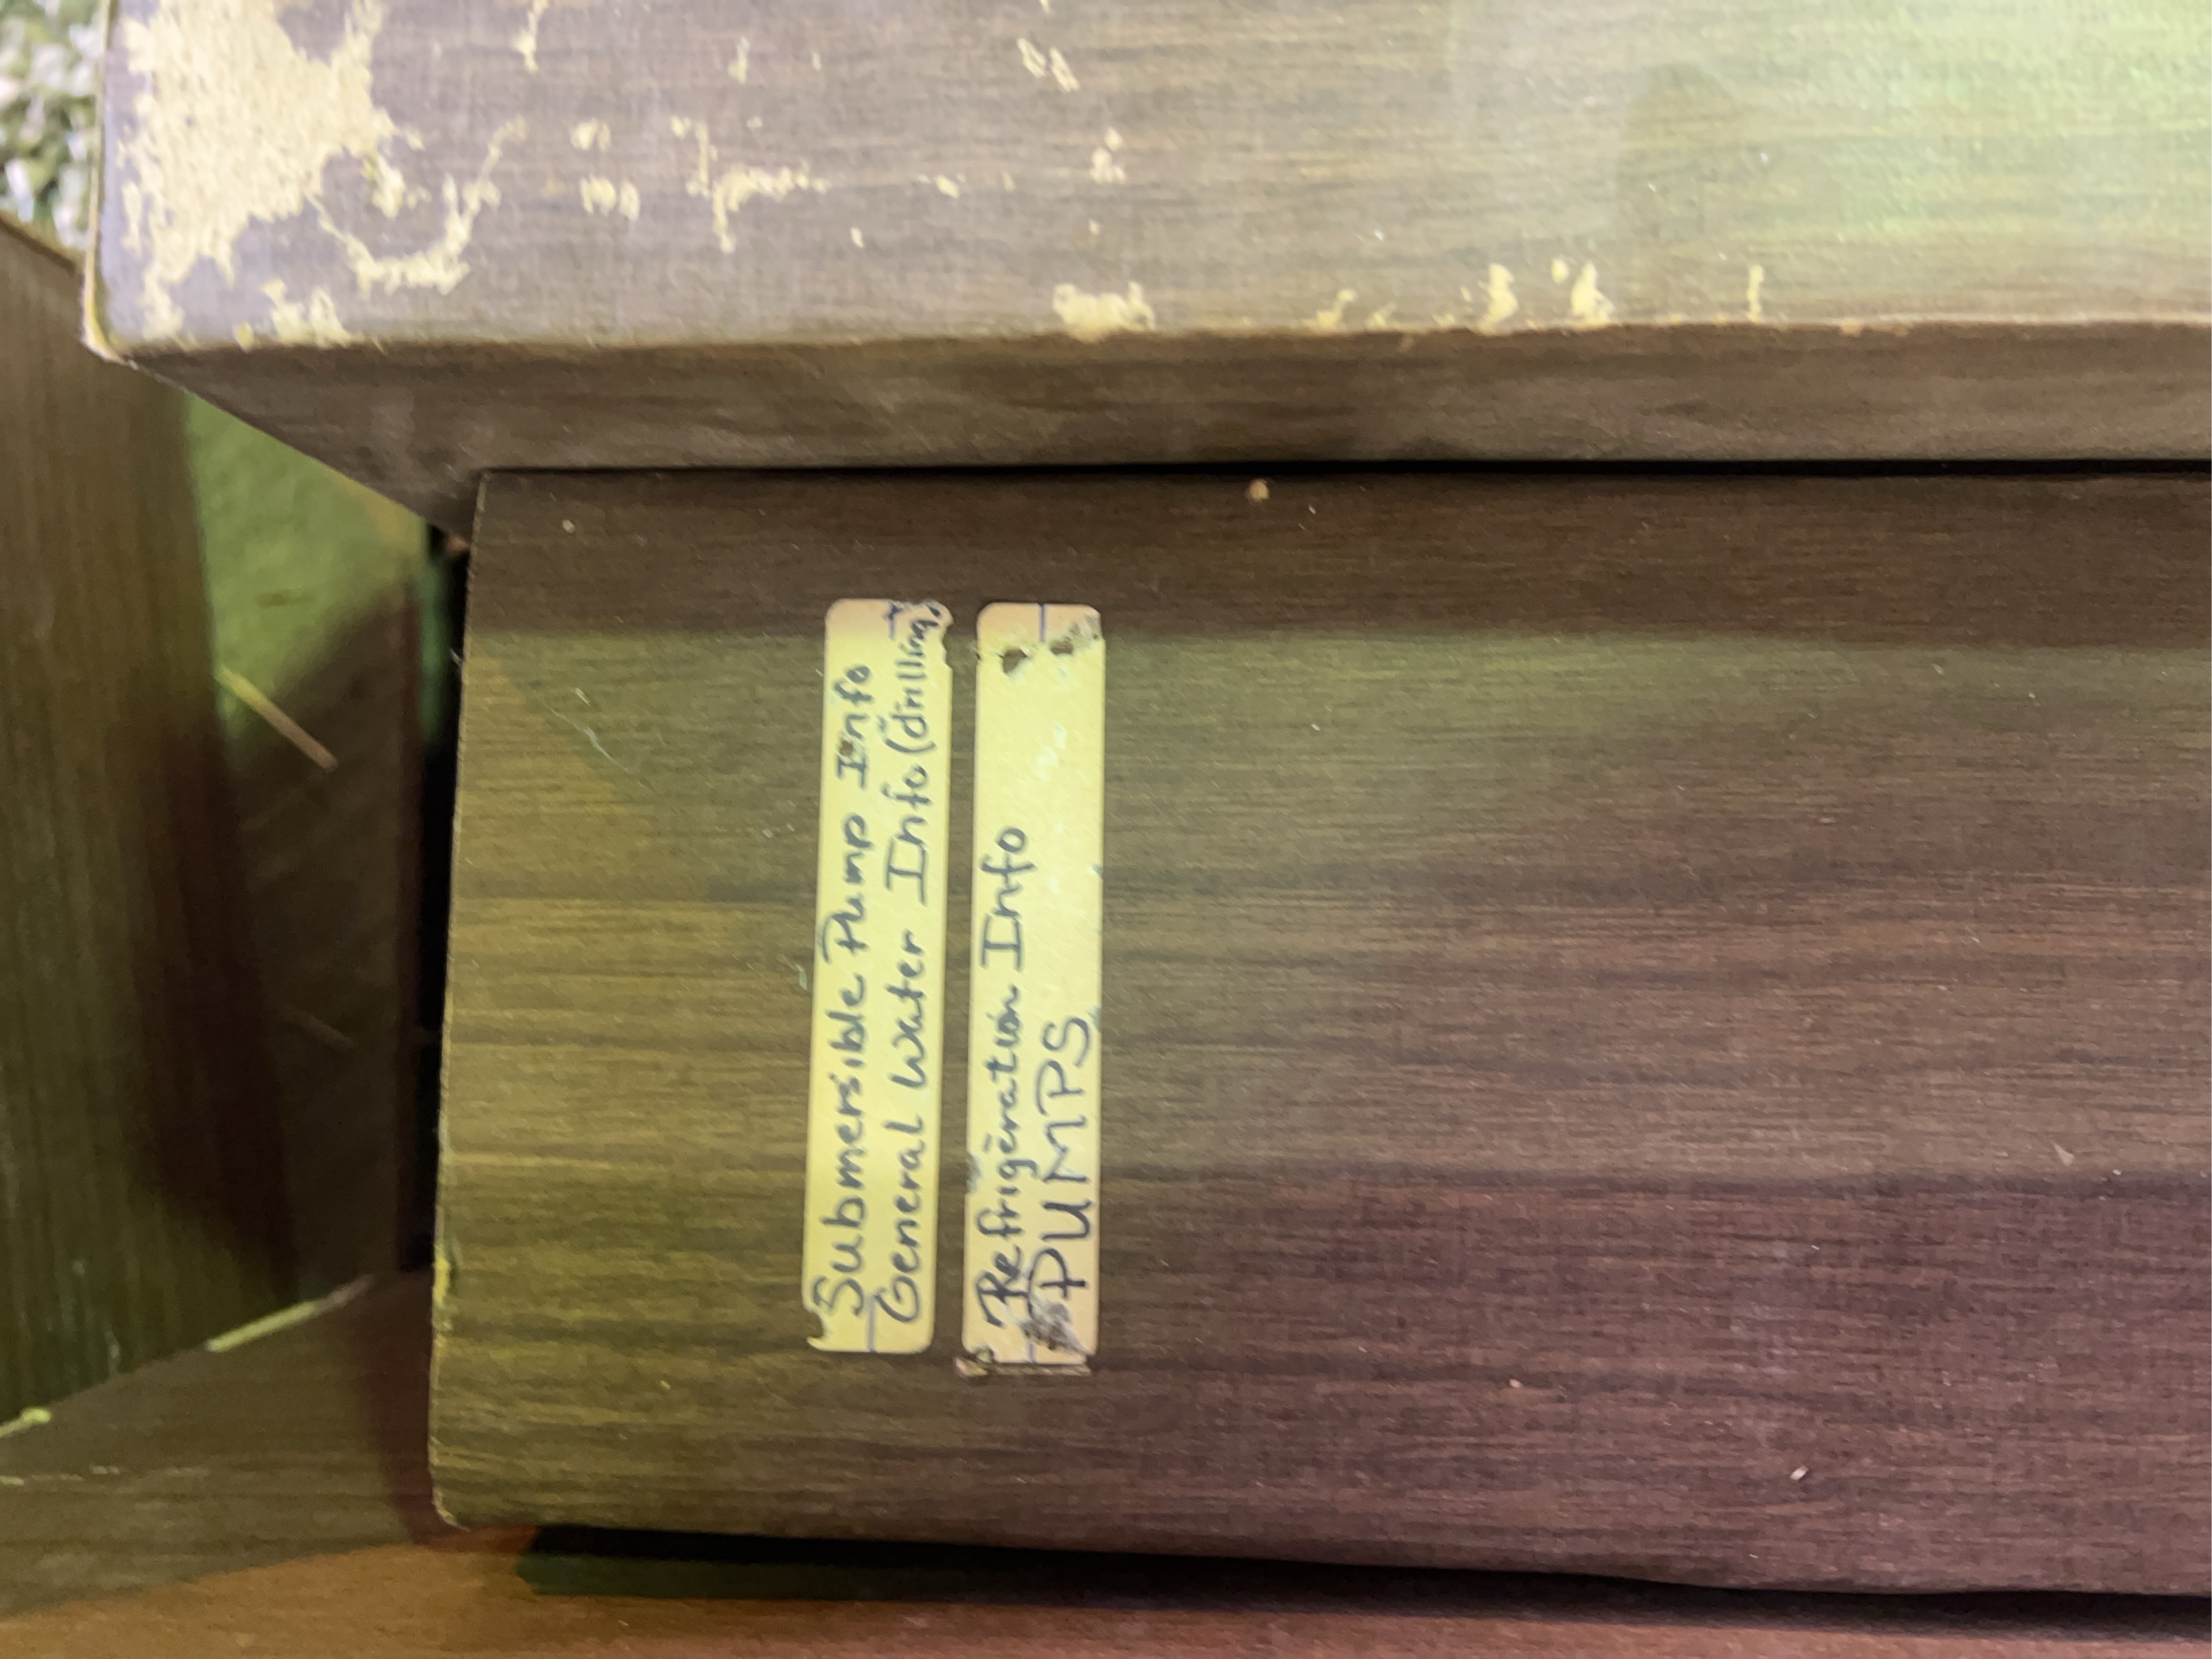 Submersible Pump Info
General Water Info (drilling)
Refrigeration Info
PUMPS